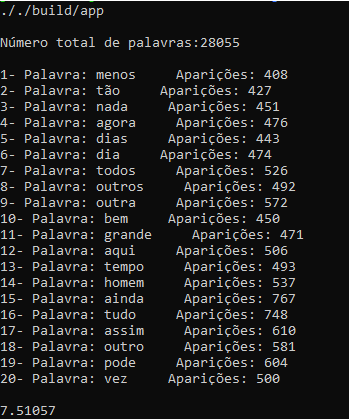 ././build/app
Número total de palavras:28055
1- Palavra: menos Aparições: 408
2- Palavra: tão Aparições: 427
3- Palavra: nada Aparições: 451
4- Palavra: agora Aparições: 476
5- Palavra: dias Aparições: 443
6- Palavra: dia Aparições: 474
7- Palavra: todos Aparições: 526
8- Palavra: outros Aparições: 492
9- Palavra: outra Aparições: 572
10- Palavra: bem Aparições: 450
11- Palavra: grande Aparições: 471
12- Palavra: aqui Aparições: 506
13- Palavra: tempo Aparições: 493
14- Palavra: homem Aparições: 537
15- Palavra: ainda Aparições: 767
16- Palavra: tudo Aparições: 748
17- Palavra: assim Aparições: 610
18- Palavra: outro Aparições: 581
19- Palavra: pode Aparições: 604
20- Palavra: vez Aparições: 500
7.51057